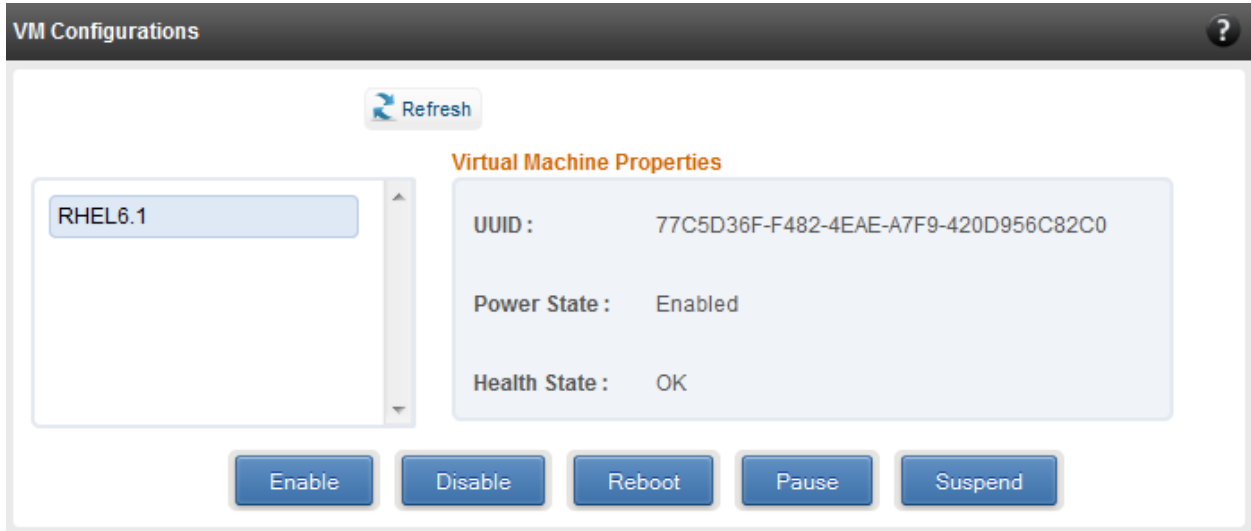 VM Configurations ?
Refresh
Virtual Machine Properties
RHEL6.1
UUID : 77C5D36F-F482-4EAE-A7F9-420D956C82C0
Power State : Enabled
Health State : OK
Enable Disable Reboot Pause Suspend